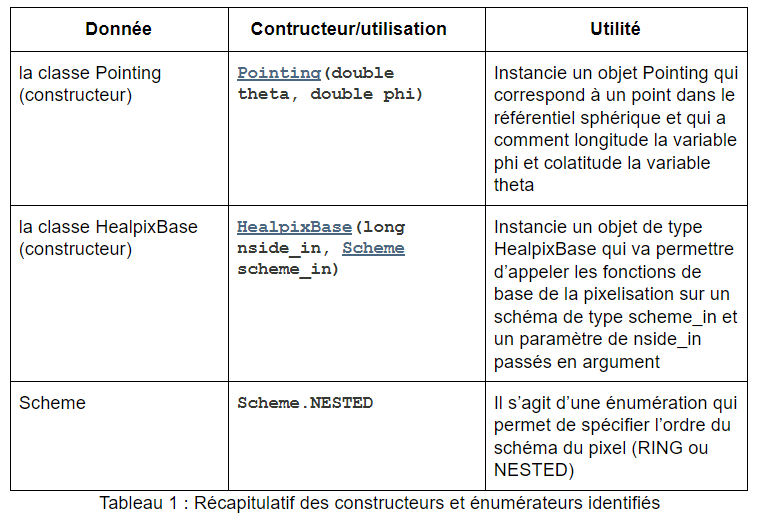 Donnée
Contructeur/utilisation
Utilité
la classe Pointing
(constructeur)
Pointing(double
theta, double phi)
Instancie un objet Pointing qui
correspond à un point dans le
référentiel sphérique et qui a
comment longitude la variable
phi et colatitude la variable
theta
la classe HealpixBase
(constructeur)
HealpixBase(long
nside_in, Scheme
scheme_in)
Instancie un objet de type
HealpixBase qui va permettre
d’appeler les fonctions de
base de la pixelisation sur un
schéma de type scheme_in et
un paramètre de nside_in
passés en argument
Scheme
Scheme.NESTED
Il s’agit d’une énumération qui
permet de spécifier l’ordre du
schéma du pixel (RING ou
NESTED)
Tableau 1 : Récapitulatif des constructeurs et énumérateurs identifiés